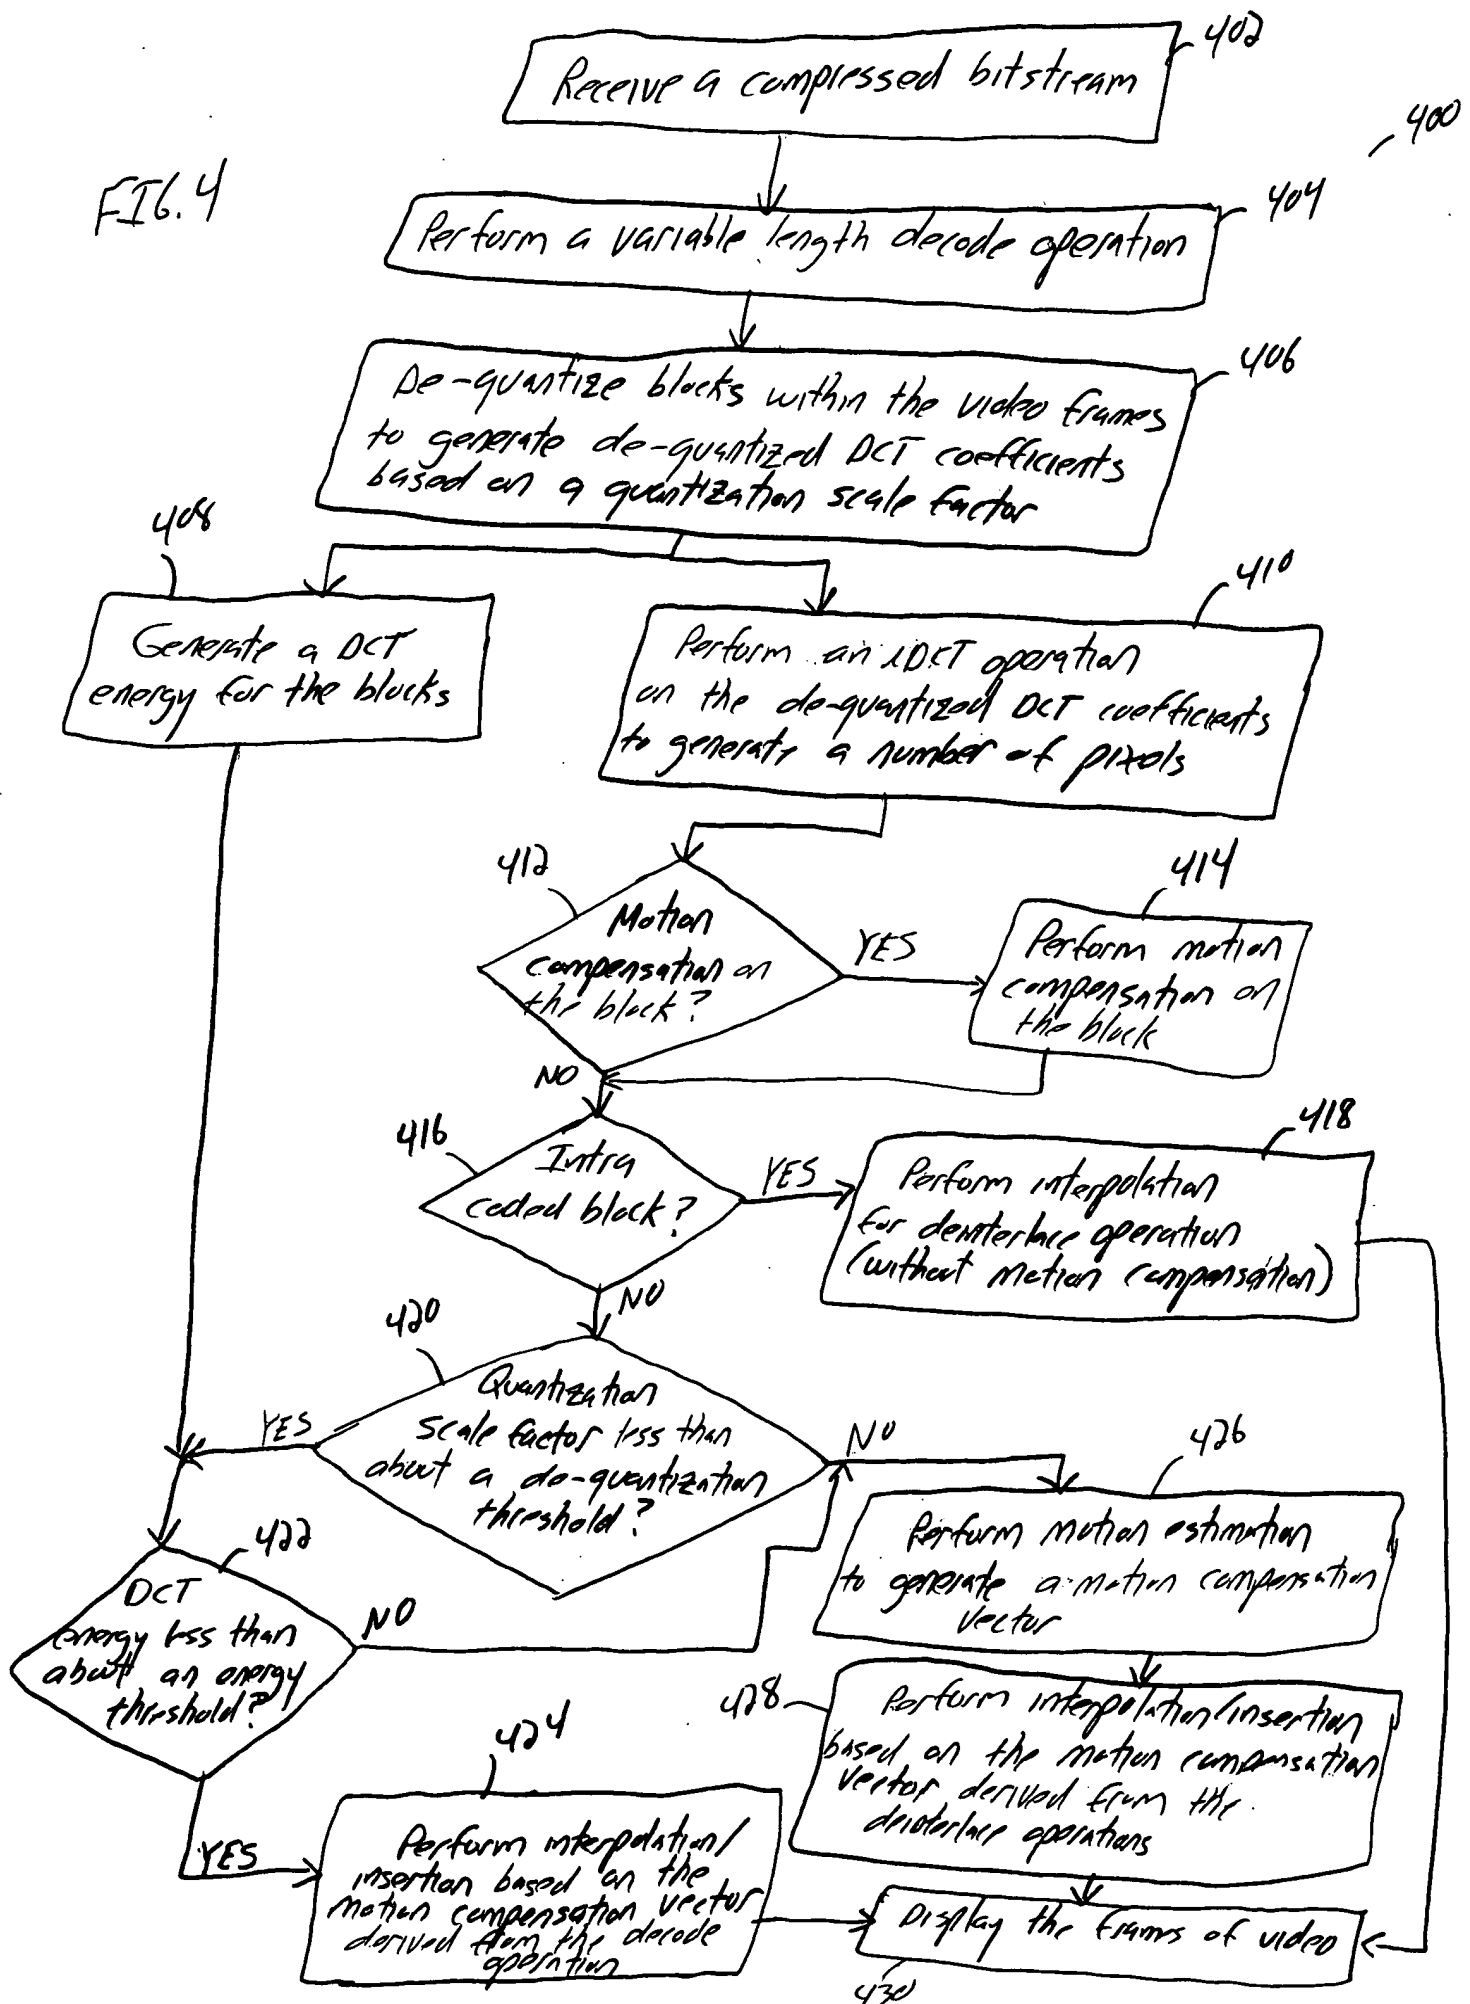 402
Receive a compressed bitstream
400
FIG. 4
404
Perform a variable length decode operation
406
De-quantize blocks within the video frames
to generate de-quantized DCT coefficients
based on a quantization scale factor
408
Generate a DCT
energy for the blocks
410
Perform an iDCT operation
on the de-quantized DCT coefficients
to generate a number of pixels
412
Motion
compensation on
the block?
YES
414
Perform motion
compensation on
the block
NO
416
Intra
coded block?
YES
418
Perform interpolation
for deinterlace operation
(without motion compensation)
NO
420
Quantization
scale factor less than
about a de-quantization
threshold?
YES
NO
426
Perform motion estimation
to generate a motion compensation
vector
422
DCT
energy less than
about an energy
threshold?
NO
428
Perform interpolation/insertion
based on the motion compensation
vector derived from the
deinterlace operations
YES
424
Perform interpolation/
insertion based on the
motion compensation vector
derived from the decode
operation
Display the frames of video
430